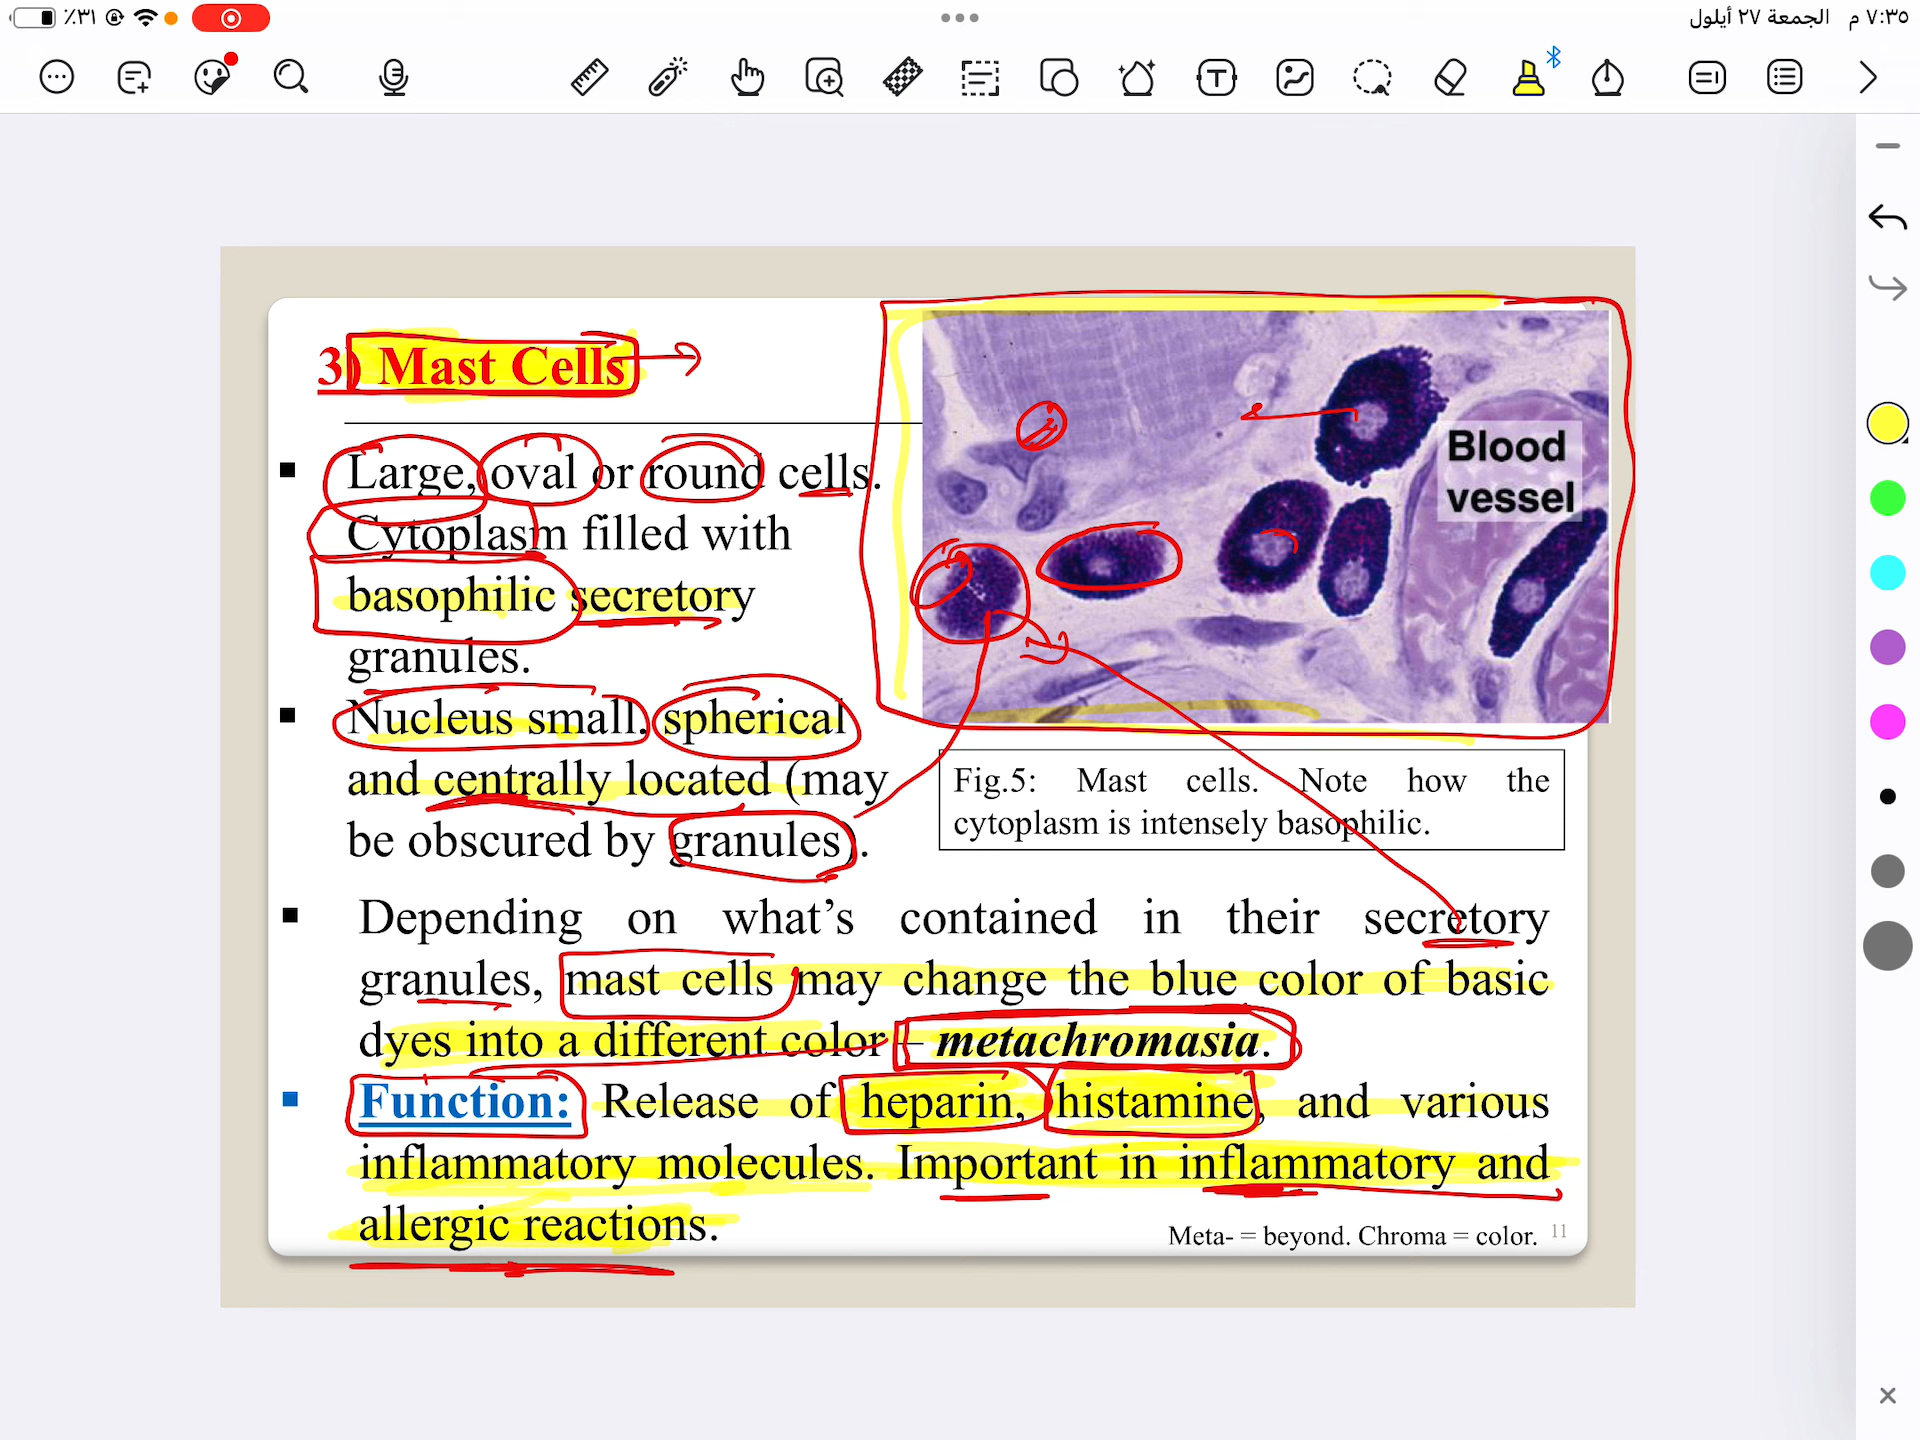 ٪٣١
٧:٣٥ م الجمعة ٢٧ أيلول
3) Mast Cells
Large, oval or round cells.
Cytoplasm filled with
basophilic secretory
granules.
Nucleus small, spherical
and centrally located (may
be obscured by granules).
Blood
vessel
Fig.5: Mast cells. Note how the
cytoplasm is intensely basophilic.
Depending on what's contained in their secretory
granules, mast cells may change the blue color of basic
dyes into a different color – metachromasia.
Function: Release of heparin, histamine, and various
inflammatory molecules. Important in inflammatory and
allergic reactions.
Meta- = beyond. Chroma = color. 11